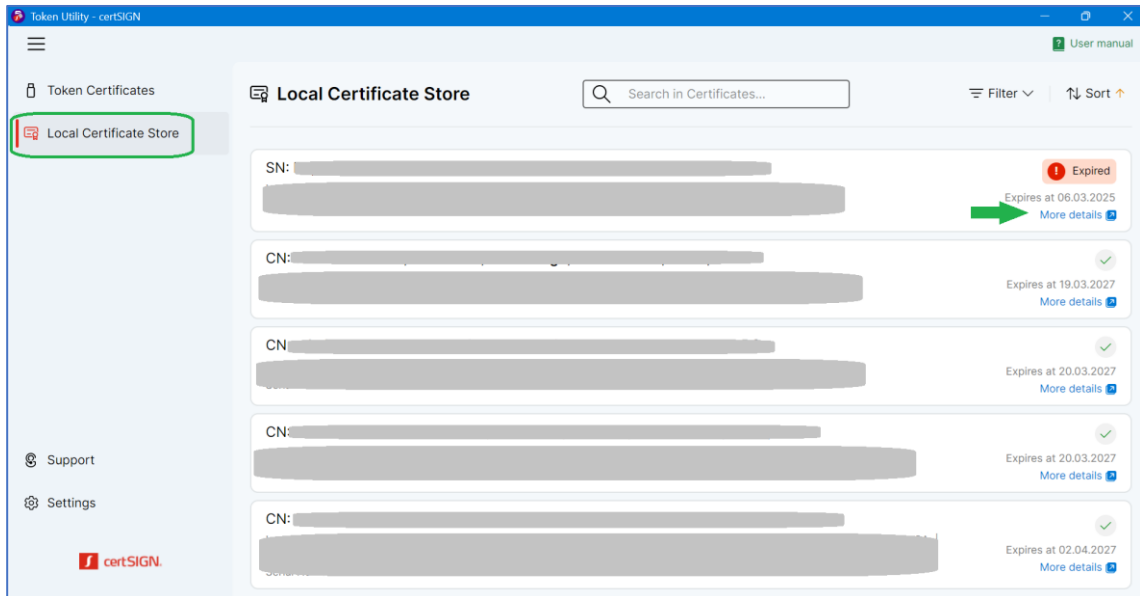 Token Utility - certSIGN
User manual
Token Certificates
Local Certificate Store
Local Certificate Store
Search in Certificates...
Filter
Sort
SN:
Expired
Expires at 06.03.2025
More details
CN:
Expires at 19.03.2027
More details
CN
Expires at 20.03.2027
More details
CN:
Expires at 20.03.2027
More details
CN:
Expires at 02.04.2027
More details
Support
Settings
certSIGN.